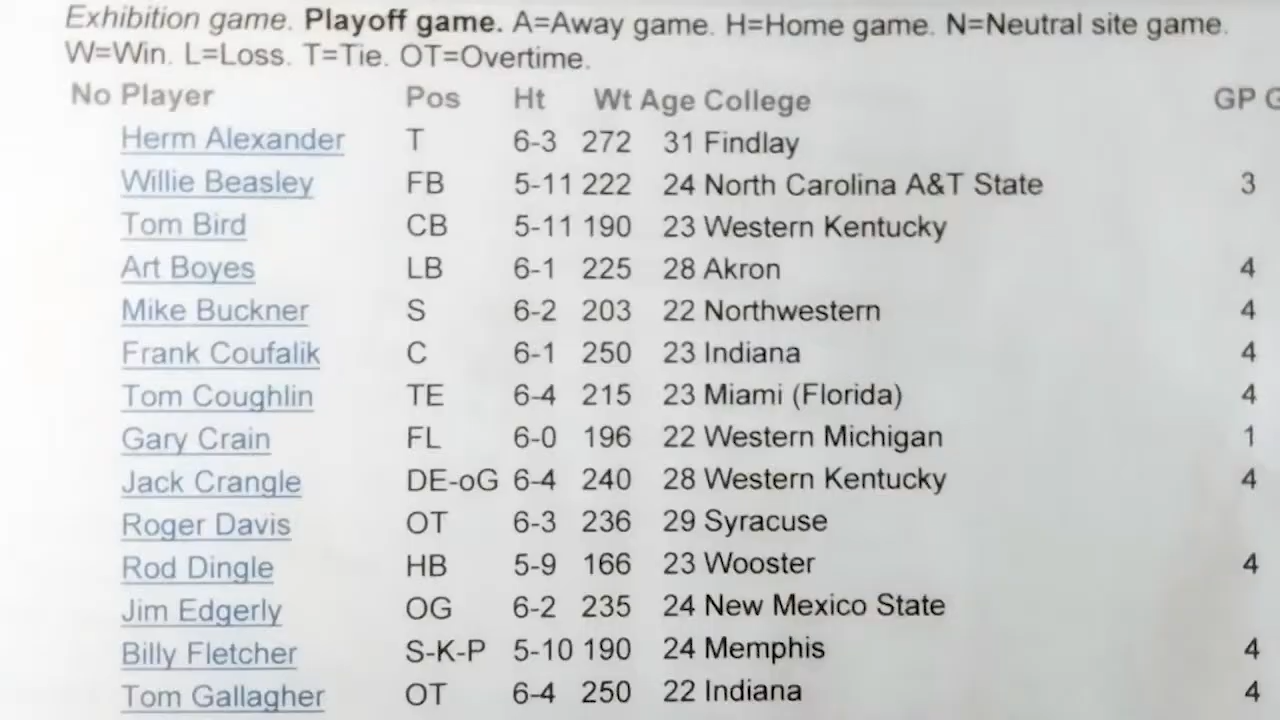 Exhibition game. Playoff game. A=Away game. H=Home game. N=Neutral site game.
W=Win. L=Loss. T=Tie. OT=Overtime.
No Player Pos Ht Wt Age College GP G
Herm Alexander T 6-3 272 31 Findlay
Willie Beasley FB 5-11 222 24 North Carolina A&T State 3
Tom Bird CB 5-11 190 23 Western Kentucky
Art Boyes LB 6-1 225 28 Akron 4
Mike Buckner S 6-2 203 22 Northwestern 4
Frank Coufalik C 6-1 250 23 Indiana 4
Tom Coughlin TE 6-4 215 23 Miami (Florida) 4
Gary Crain FL 6-0 196 22 Western Michigan 1
Jack Crangle DE-oG 6-4 240 28 Western Kentucky 4
Roger Davis OT 6-3 236 29 Syracuse
Rod Dingle HB 5-9 166 23 Wooster 4
Jim Edgerly OG 6-2 235 24 New Mexico State
Billy Fletcher S-K-P 5-10 190 24 Memphis 4
Tom Gallagher OT 6-4 250 22 Indiana 4